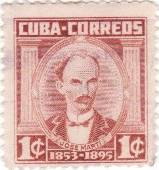 CUBA-CORREOS
JOSE MARTI
1¢ 1853-1895 1¢